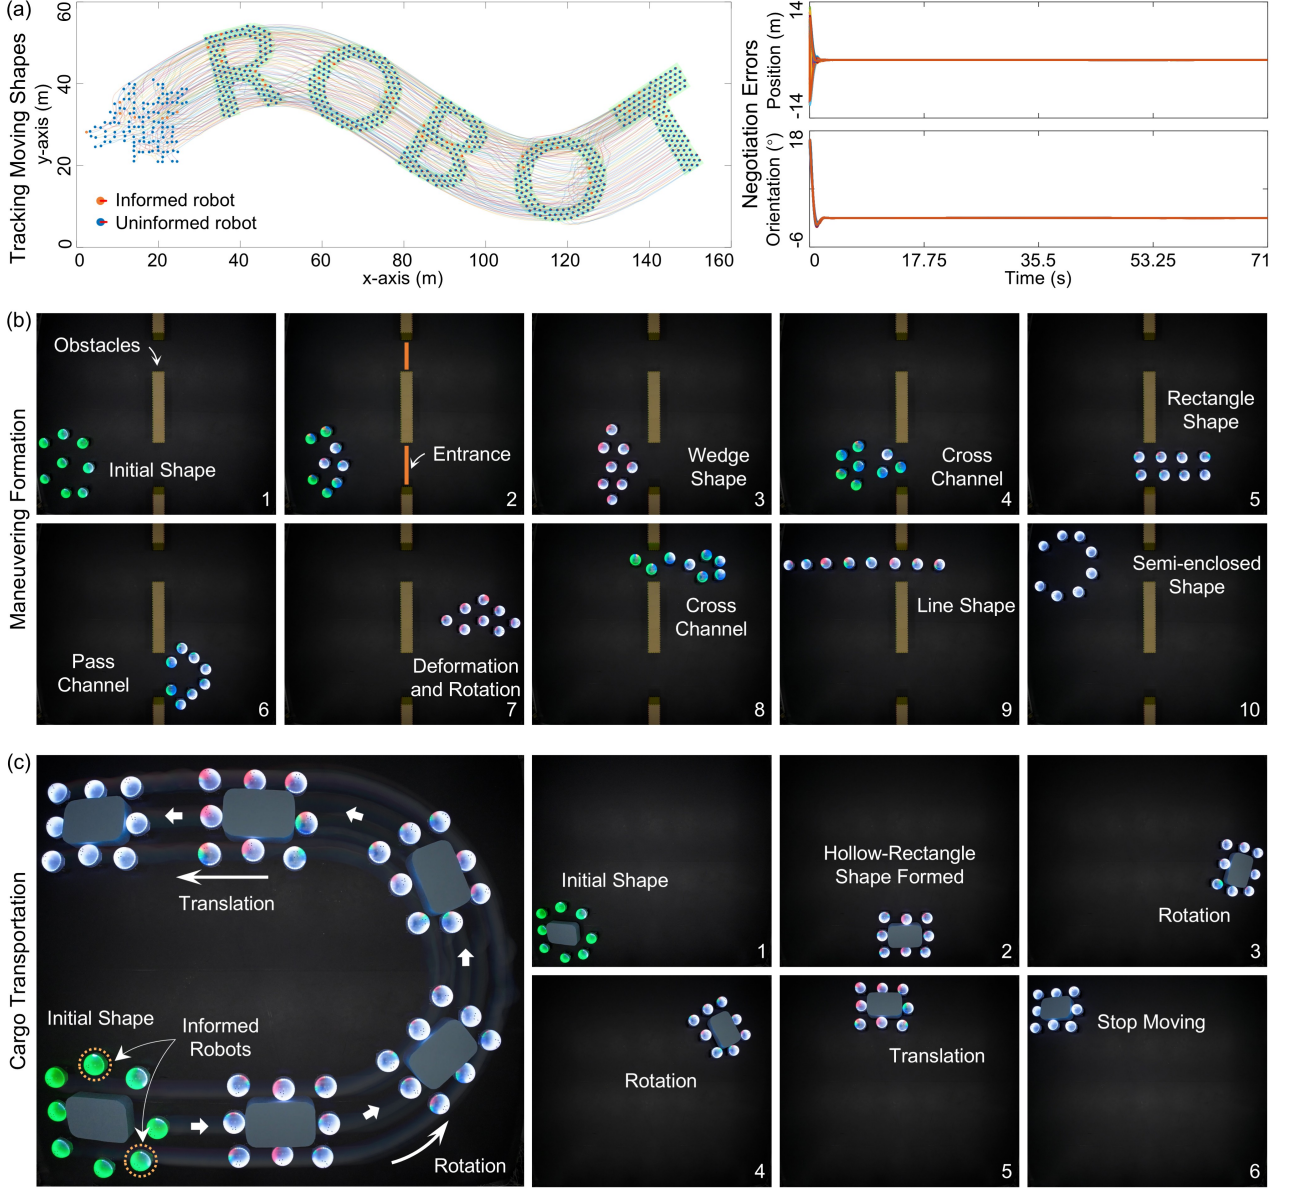 (a)
Tracking Moving Shapes
y-axis (m)
60
40
20
0
Informed robot
Uninformed robot
0 20 40 60 80 100 120 140 160
x-axis (m)
Negotiation Errors
Position (m)
14
-14
Orientation (°)
18
-6
0 17.75 35.5 53.25 71
Time (s)
(b)
Maneuvering Formation
Obstacles
Initial Shape
1
Entrance
2
Wedge
Shape
3
Cross
Channel
4
Rectangle
Shape
5
Pass
Channel
6
Deformation
and Rotation
7
Cross
Channel
8
Line Shape
9
Semi-enclosed
Shape
10
(c)
Cargo Transportation
Translation
Initial Shape
Informed
Robots
Rotation
Initial Shape
1
Hollow-Rectangle
Shape Formed
2
Rotation
3
Rotation
4
Translation
5
Stop Moving
6